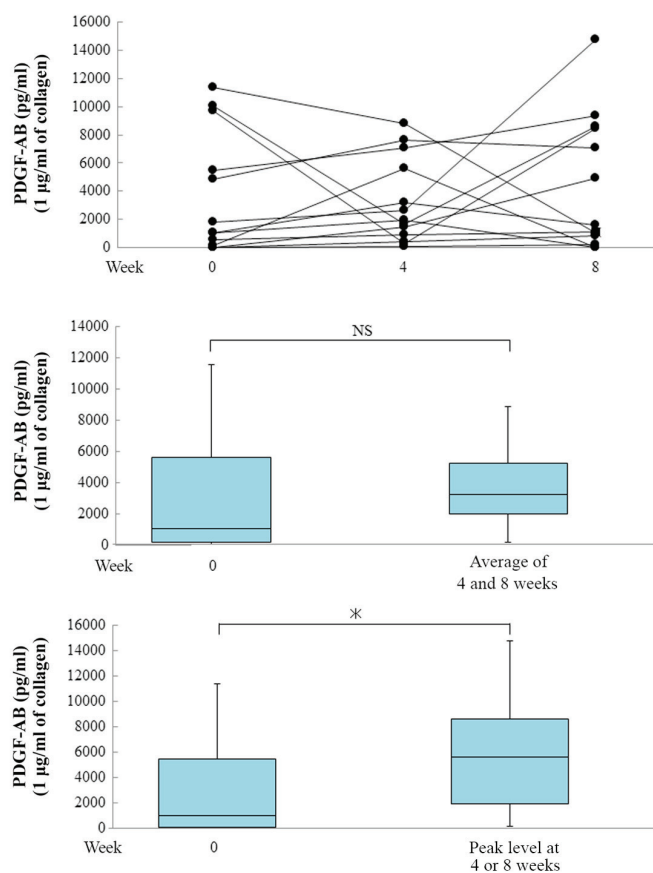 PDGF-AB (pg/ml)
(1 μg/ml of collagen)
16000
14000
12000
10000
8000
6000
4000
2000
0
Week
0
4
8
PDGF-AB (pg/ml)
(1 μg/ml of collagen)
14000
12000
10000
8000
6000
4000
2000
0
NS
Week
0
Average of
4 and 8 weeks
PDGF-AB (pg/ml)
(1 μg/ml of collagen)
16000
14000
12000
10000
8000
6000
4000
2000
0
*
Week
0
Peak level at
4 or 8 weeks